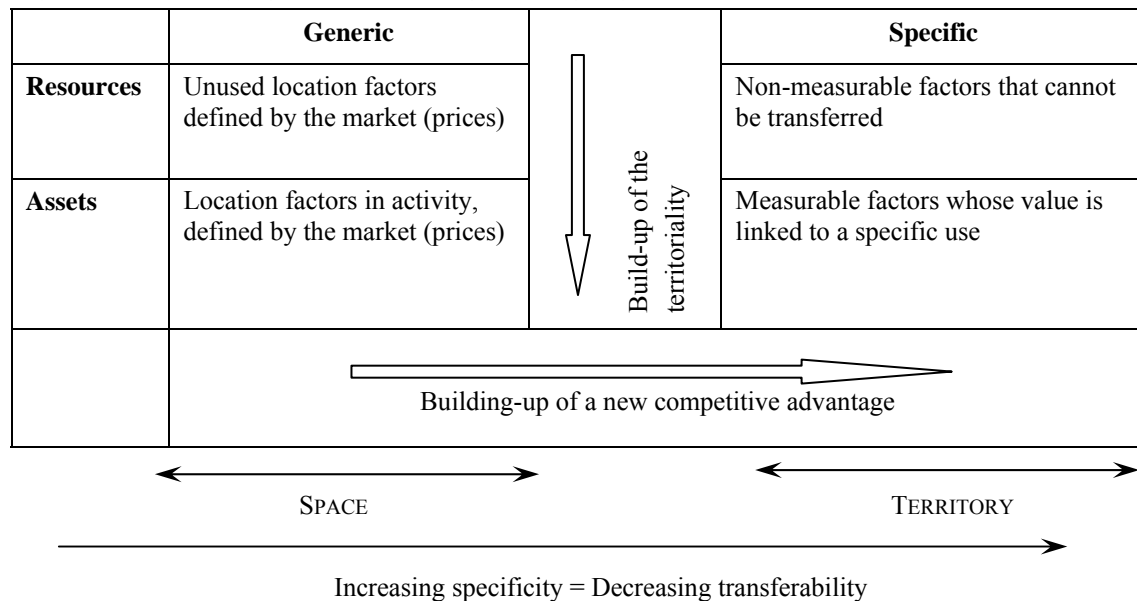 Generic
Specific
Resources
Unused location factors
defined by the market (prices)
Non-measurable factors that cannot
be transferred
Assets
Location factors in activity,
defined by the market (prices)
Build-up of the
territoriality
Measurable factors whose value is
linked to a specific use
Building-up of a new competitive advantage
SPACE
TERRITORY
Increasing specificity = Decreasing transferability